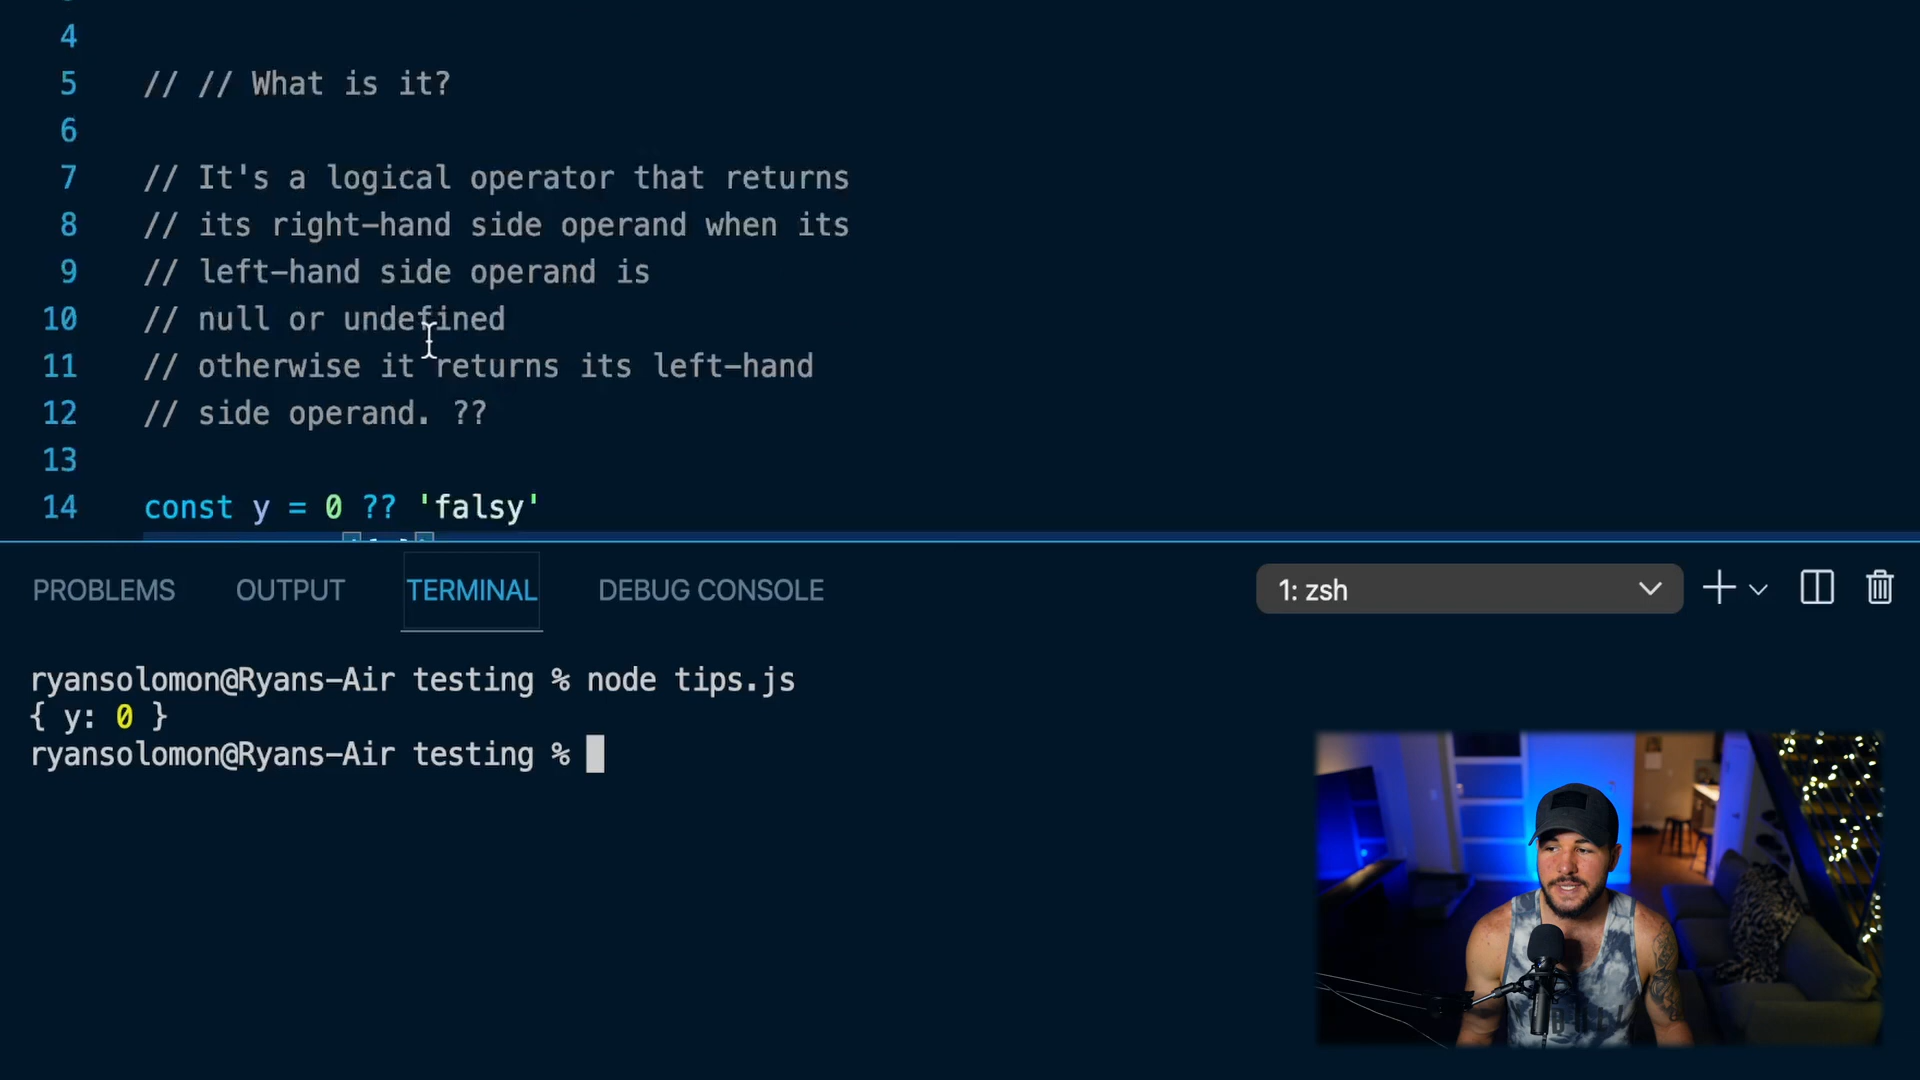 4
5 // // What is it?
6
7 // It's a logical operator that returns
8 // its right-hand side operand when its
9 // left-hand side operand is
10 // null or undefined
11 // otherwise it returns its left-hand
12 // side operand. ??
13
14 const y = 0 ?? 'falsy'
PROBLEMS OUTPUT TERMINAL DEBUG CONSOLE 1: zsh
ryansolomon@Ryans-Air testing % node tips.js
{ y: 0 }
ryansolomon@Ryans-Air testing %